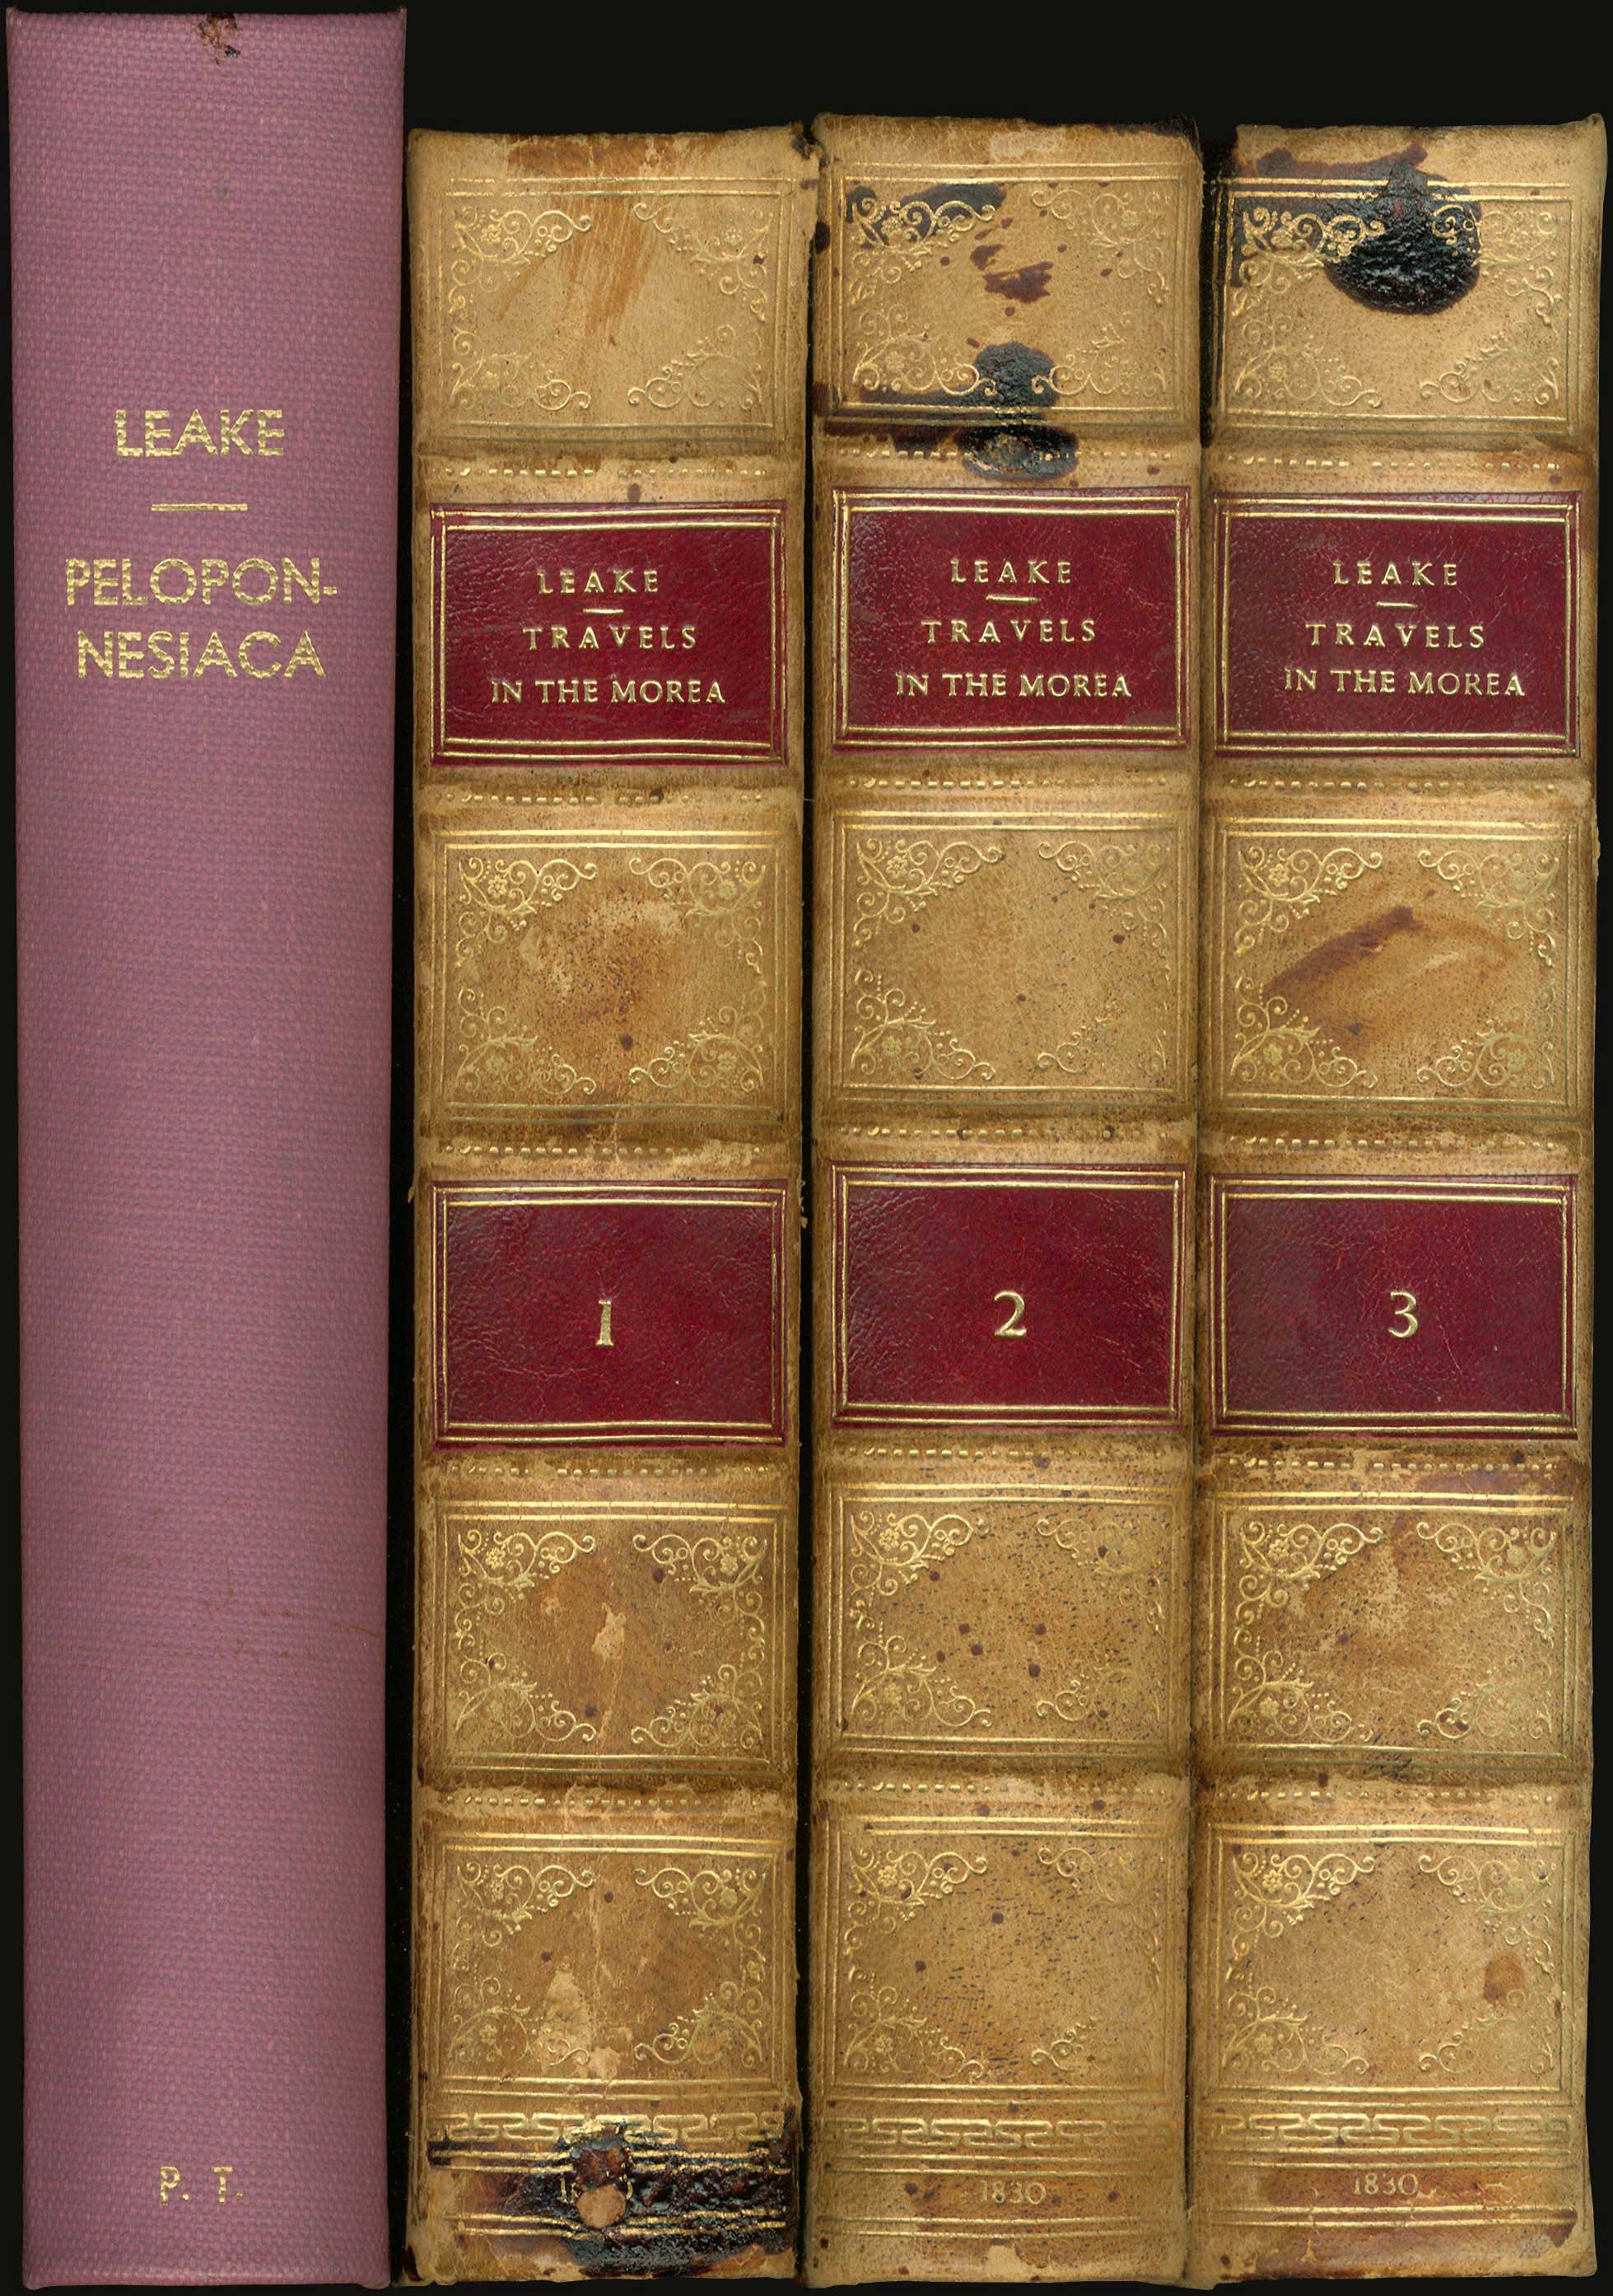 LEAKE
PELOPON-
NESIACA
P. T.
LEAKE
TRAVELS
IN THE MOREA
1
LEAKE
TRAVELS
IN THE MOREA
2
1830
LEAKE
TRAVELS
IN THE MOREA
3
1830